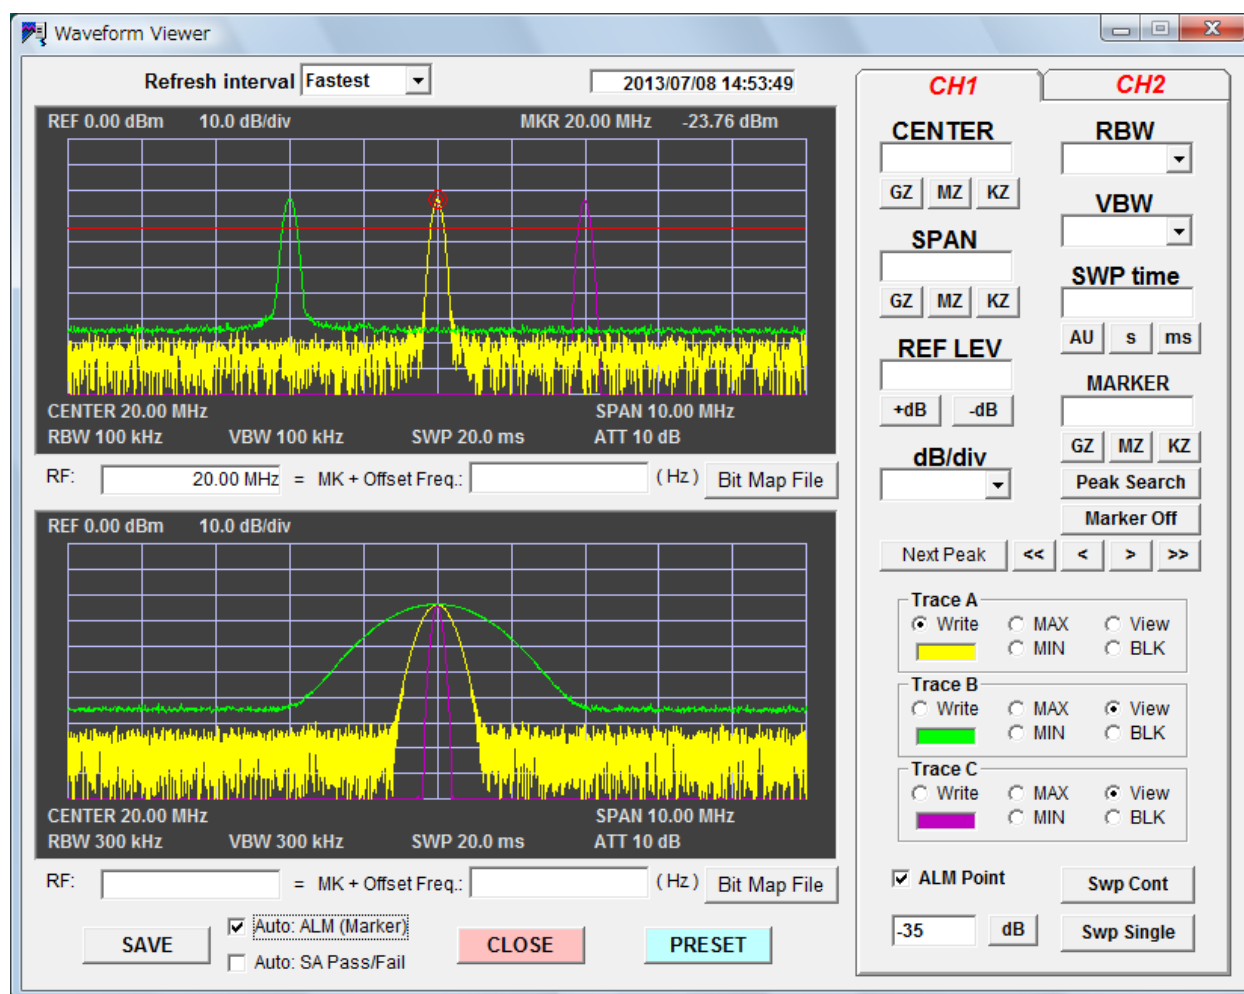 Waveform Viewer
Refresh interval Fastest
2013/07/08 14:53:49
REF 0.00 dBm 10.0 dB/div MKR 20.00 MHz -23.76 dBm
CENTER 20.00 MHz SPAN 10.00 MHz
RBW 100 kHz VBW 100 kHz SWP 20.0 ms ATT 10 dB
RF: 20.00 MHz = MK + Offset Freq.: (Hz) Bit Map File
REF 0.00 dBm 10.0 dB/div
CENTER 20.00 MHz SPAN 10.00 MHz
RBW 300 kHz VBW 300 kHz SWP 20.0 ms ATT 10 dB
RF: = MK + Offset Freq.: (Hz) Bit Map File
SAVE
Auto: ALM (Marker)
Auto: SA Pass/Fail
CLOSE
PRESET
CH1 CH2
CENTER
GZ MZ KZ
SPAN
GZ MZ KZ
REF LEV
+dB -dB
dB/div
RBW
VBW
SWP time
AU s ms
MARKER
GZ MZ KZ
Peak Search
Marker Off
Next Peak << < > >>
Trace A
Write MAX View
MIN BLK
Trace B
Write MAX View
MIN BLK
Trace C
Write MAX View
MIN BLK
ALM Point Swp Cont
-35 dB Swp Single